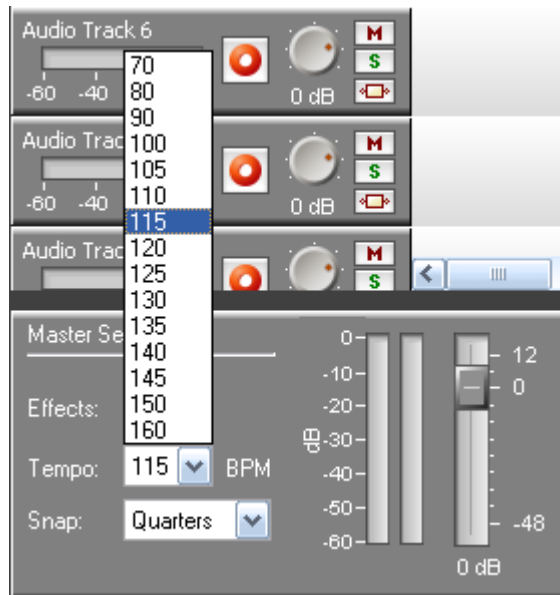 Audio Track 6
-60 -40
0 dB
M
S
Audio Trac
-60 -40
0 dB
M
S
Audio Trac
M
S
70
80
90
100
105
110
115
120
125
130
135
140
145
150
160
Master Se
Effects:
Tempo: 115 BPM
Snap: Quarters
dB
0
-10
-20
-30
-40
-50
-60
12
0
-48
0 dB